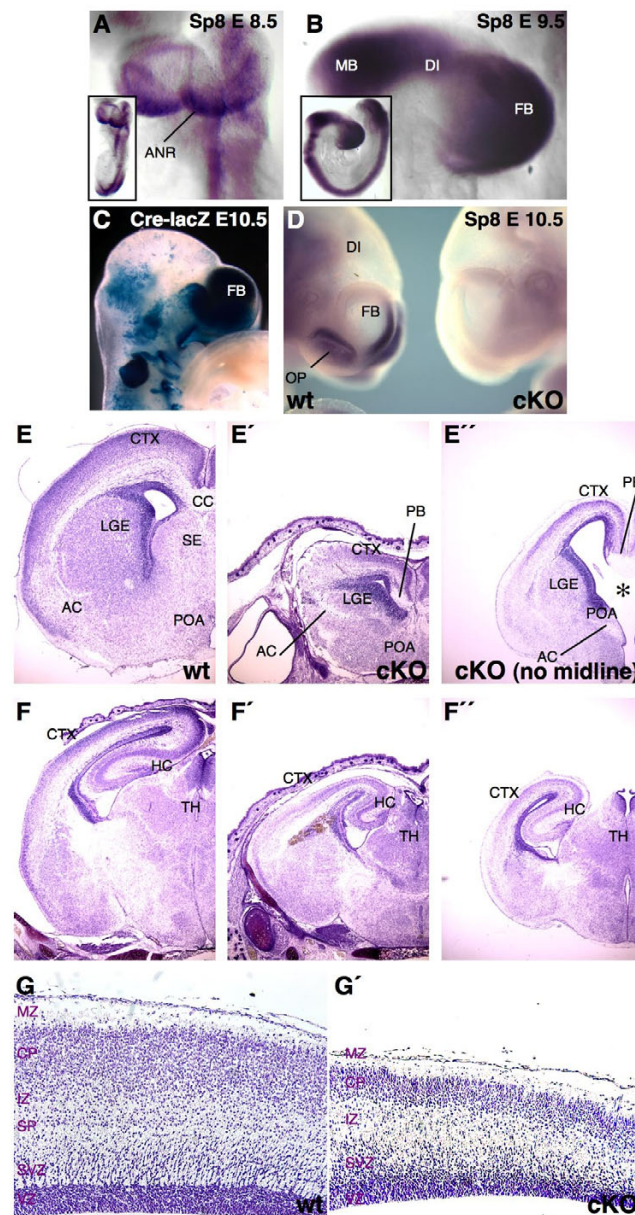 A Sp8 E 8.5
ANR
B Sp8 E 9.5
MB DI
FB
C Cre-lacZ E10.5
FB
D Sp8 E 10.5
DI
FB
OP
wt cKO
E
CTX
CC
LGE
SE
AC
POA
wt
E´
PB
CTX
LGE
AC POA
cKO
E´´
CTX
LGE
*
POA
AC
cKO (no midline)
F
CTX
HC
TH
F´
CTX
HC
TH
F´´
CTX
HC
TH
G
MZ
CP
IZ
SP
SVZ
VZ
wt
G´
MZ
CP
IZ
SVZ
VZ
cKO